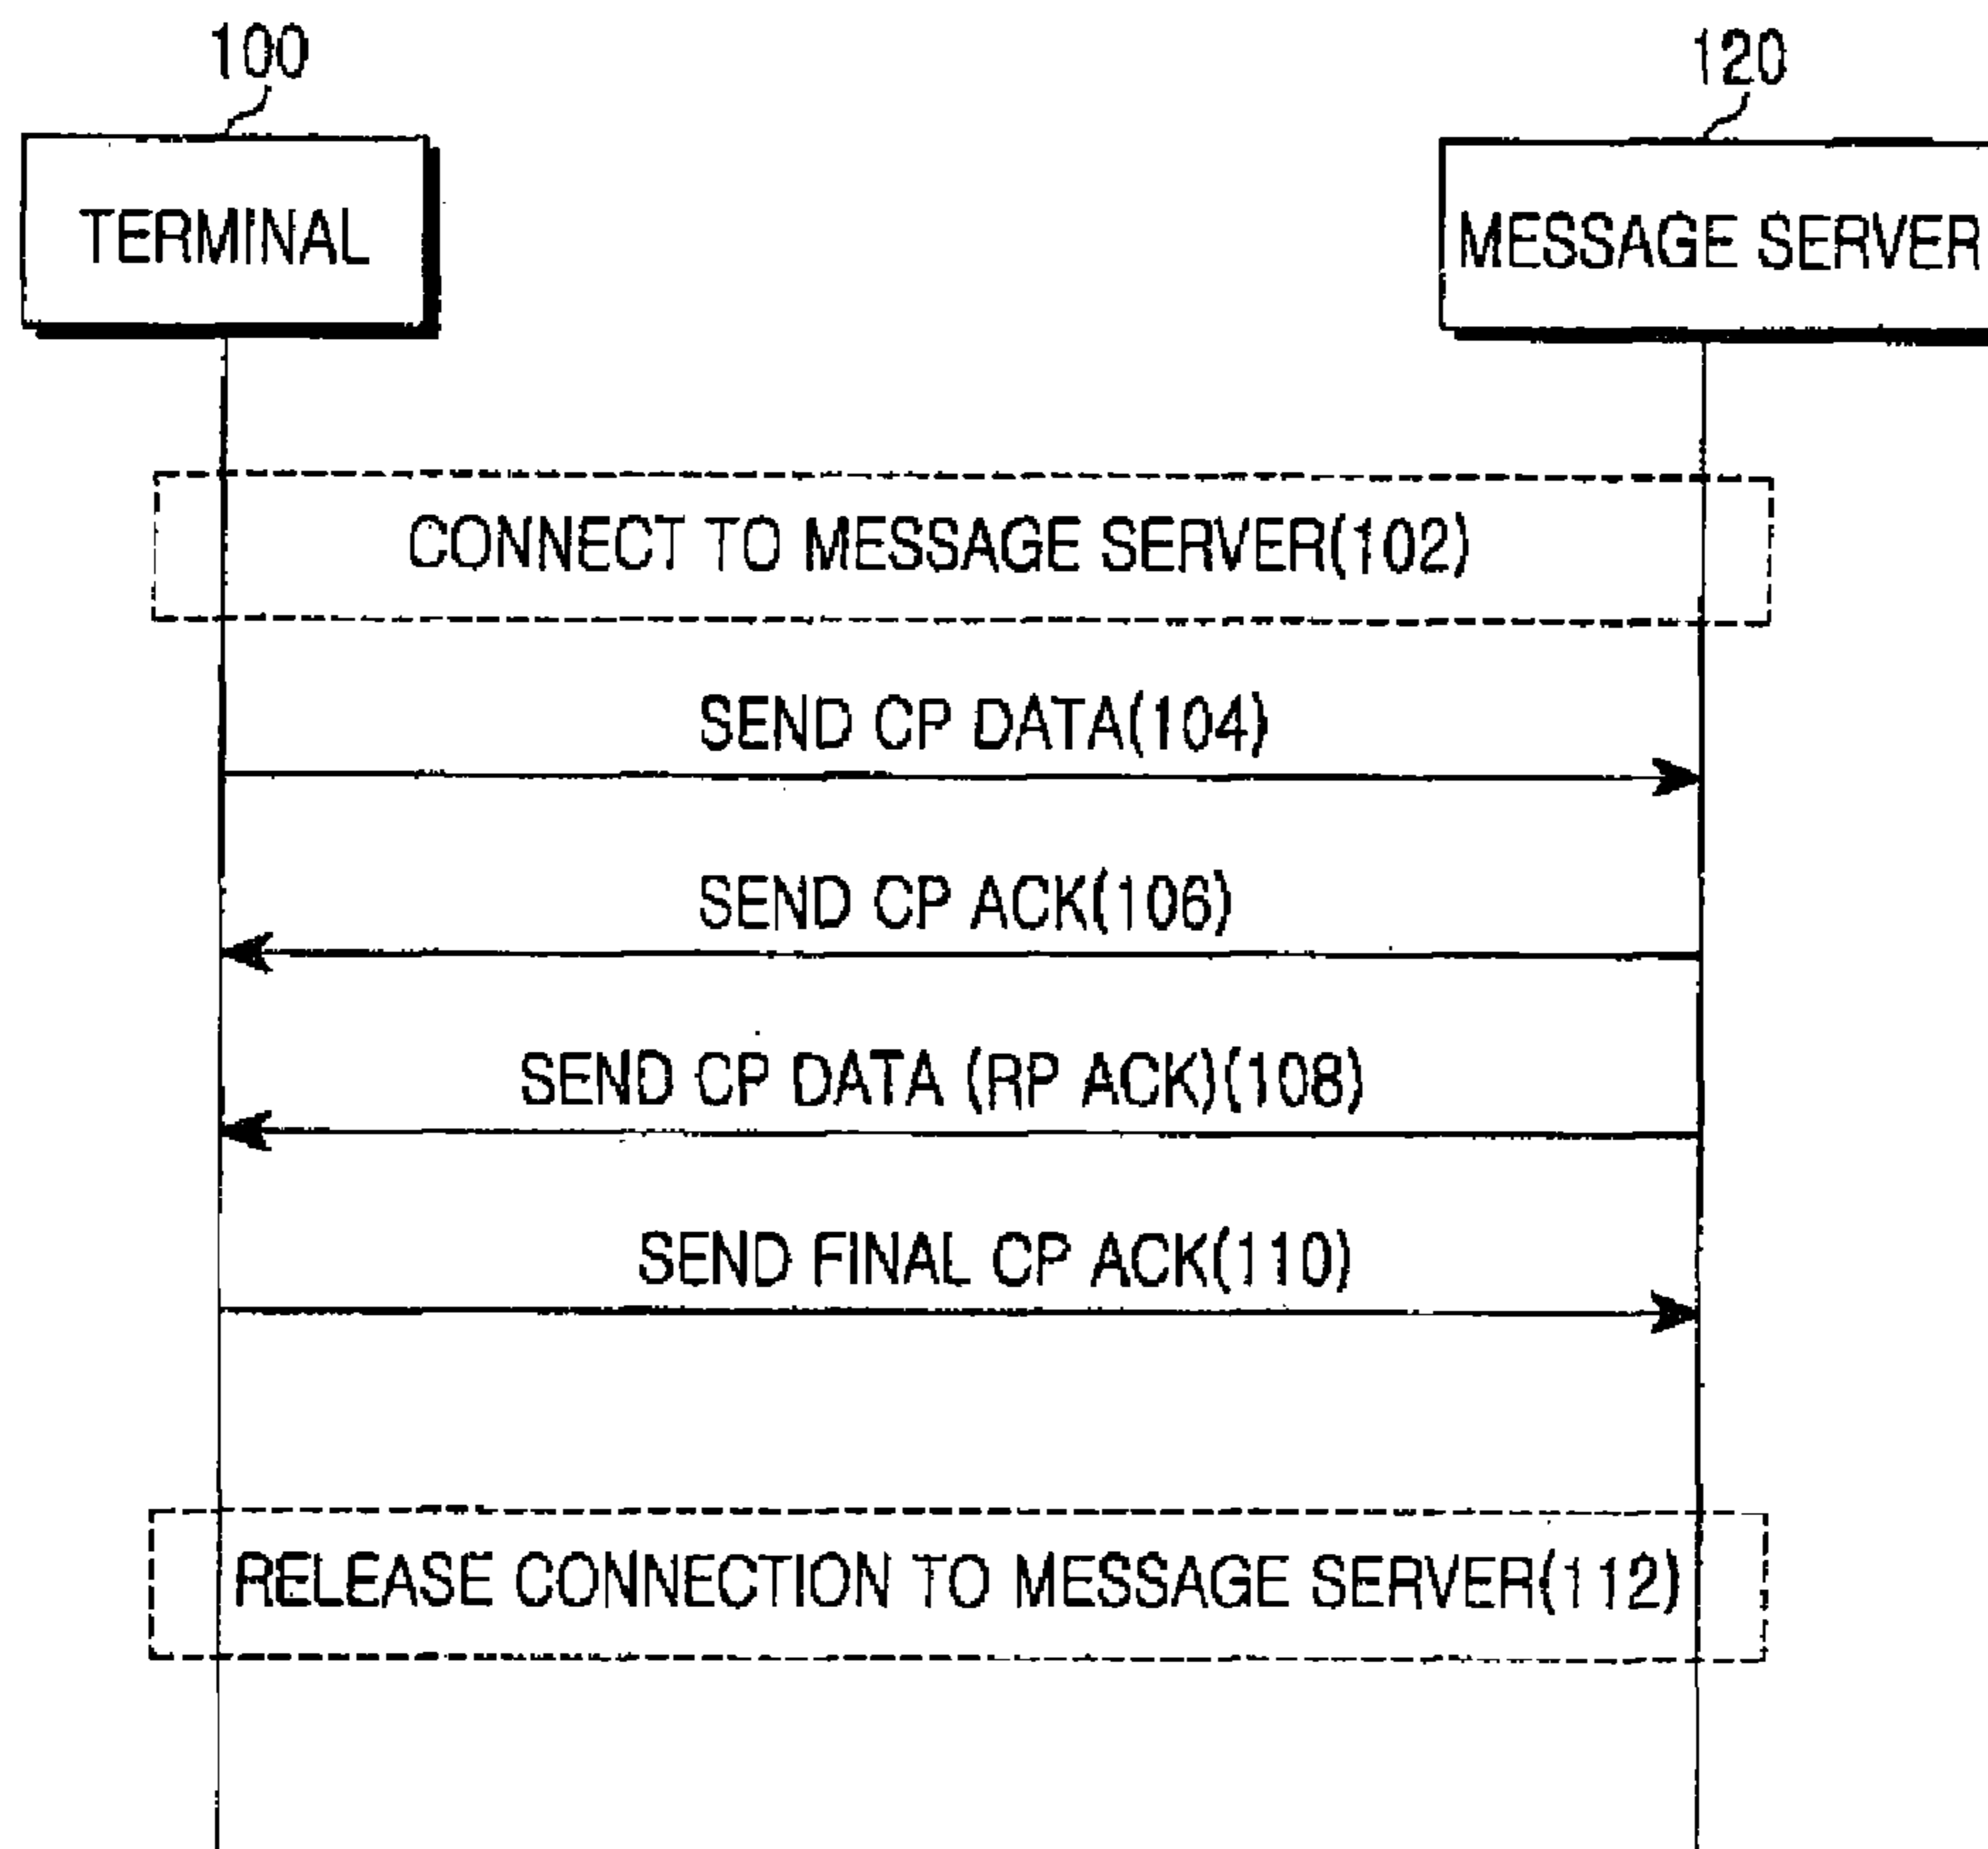 100
120
TERMINAL
MESSAGE SERVER
CONNECT TO MESSAGE SERVER(102)
SEND CP DATA(104)
SEND CP ACK(106)
SEND CP DATA (RP ACK)(108)
SEND FINAL CP ACK(110)
RELEASE CONNECTION TO MESSAGE SERVER(112)